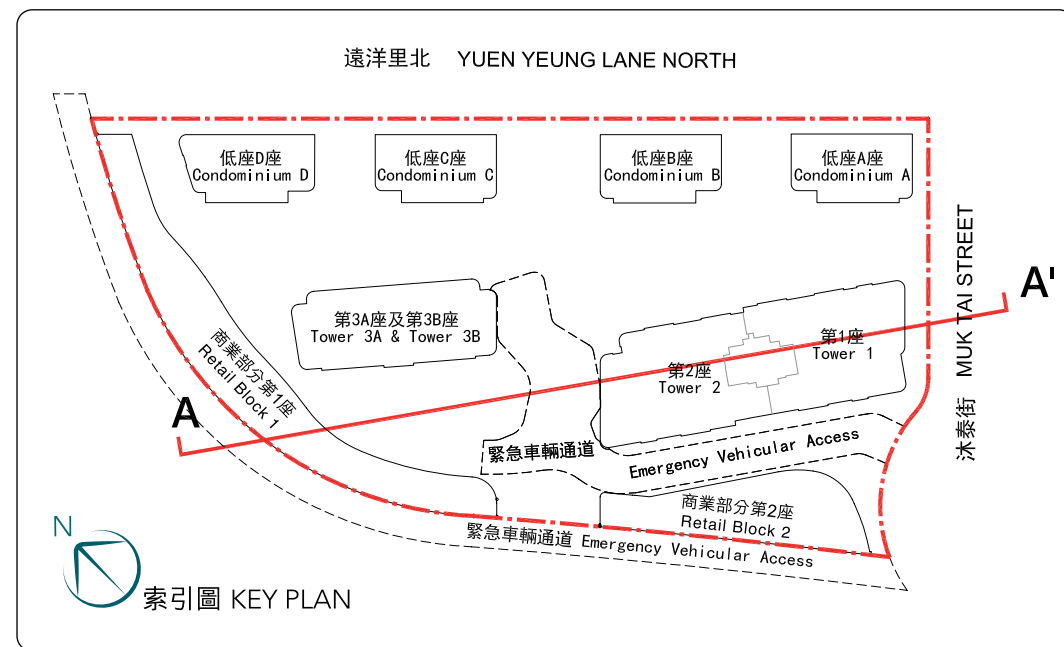 遠洋里北 YUEN YEUNG LANE NORTH
低座D座
Condominium D
低座C座
Condominium C
低座B座
Condominium B
低座A座
Condominium A
MUK TAI STREET
沐泰街
A'
第3A座及第3B座
Tower 3A & Tower 3B
第1座
Tower 1
第2座
Tower 2
商業部分第1座
Retail Block 1
A
緊急車輛通道 Emergency Vehicular Access
商業部分第2座
Retail Block 2
緊急車輛通道 Emergency Vehicular Access
N
索引圖 KEY PLAN